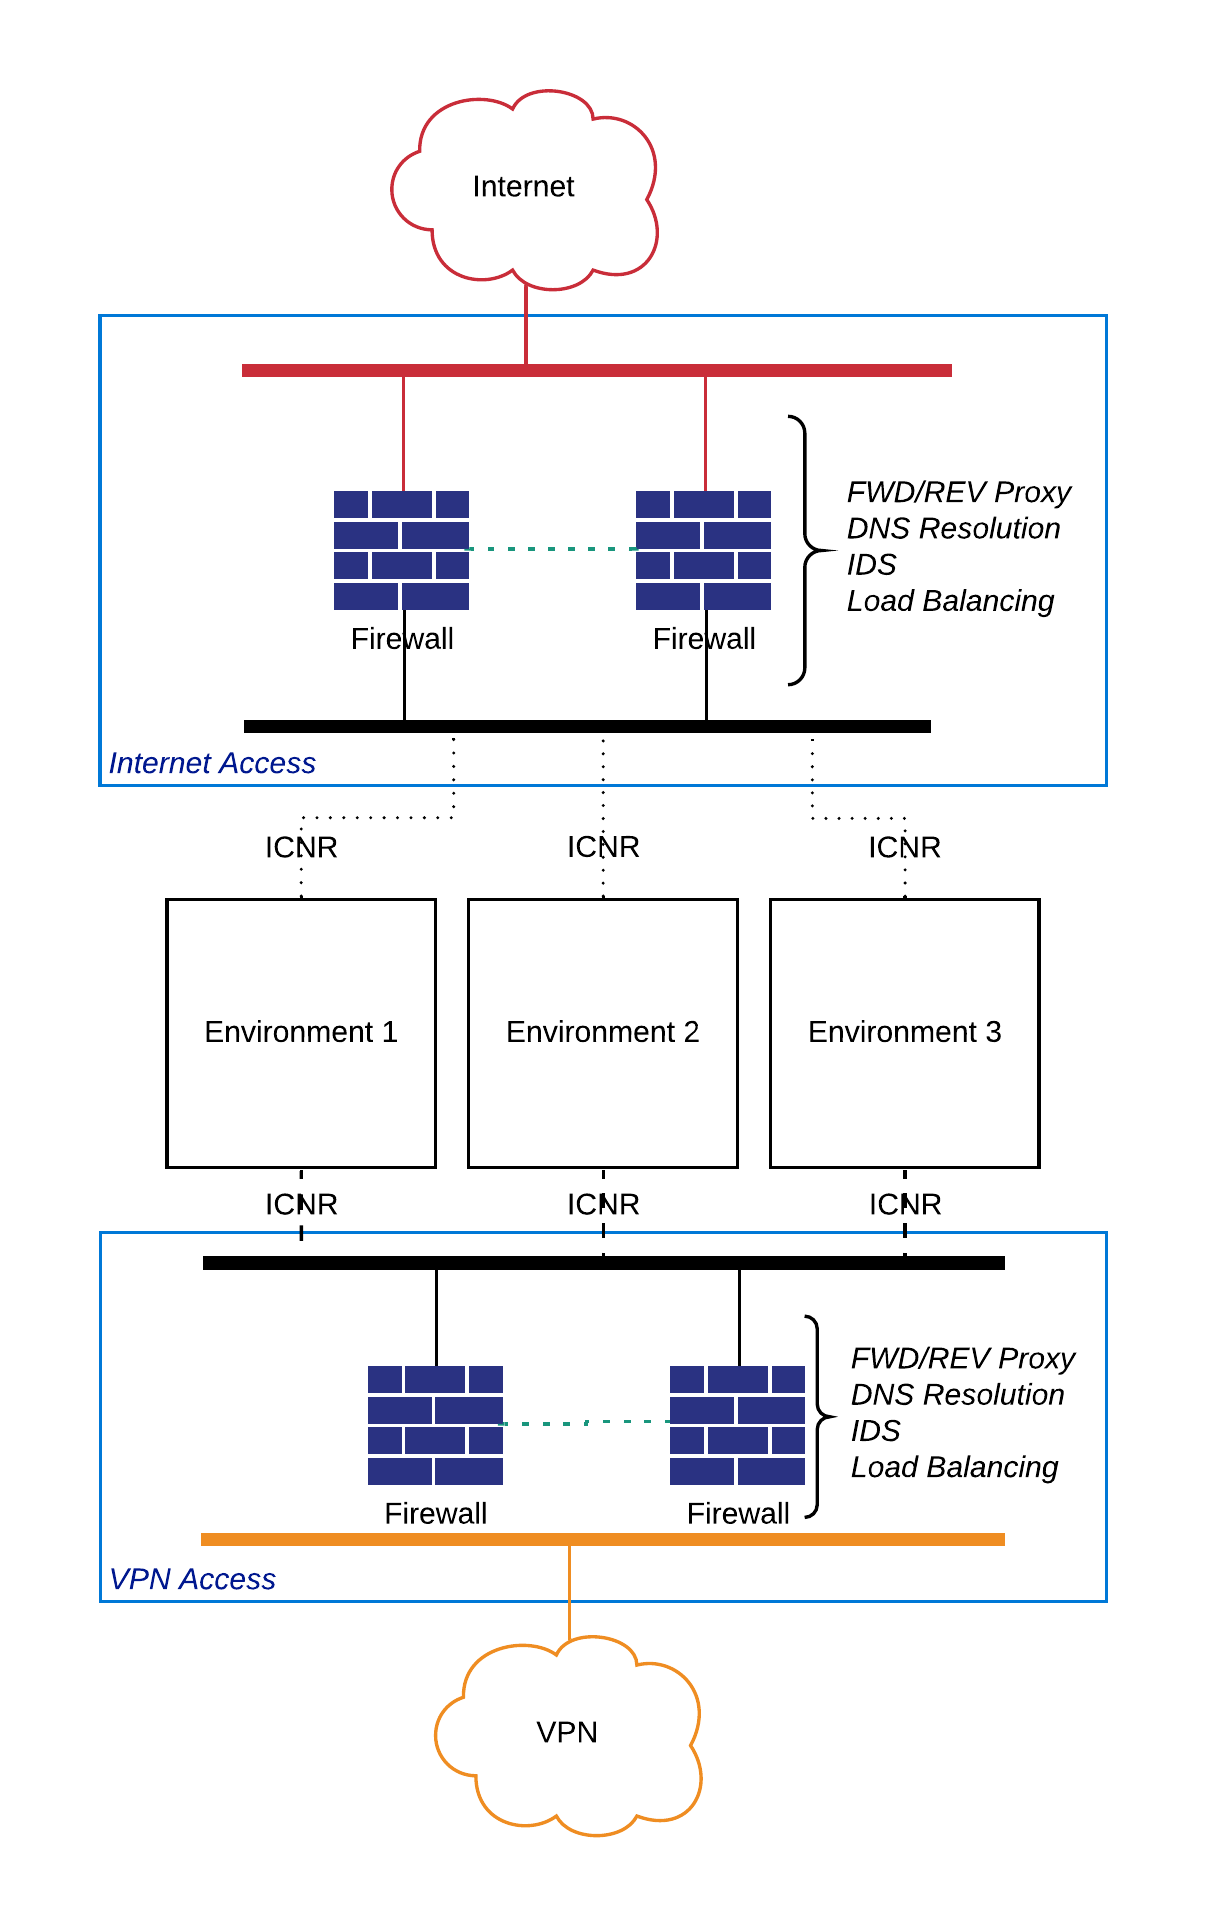 Internet
FWD/REV Proxy
DNS Resolution
IDS
Load Balancing
Firewall
Firewall
Internet Access
ICNR
ICNR
ICNR
Environment 1
Environment 2
Environment 3
ICNR
ICNR
ICNR
FWD/REV Proxy
DNS Resolution
IDS
Load Balancing
Firewall
Firewall
VPN Access
VPN